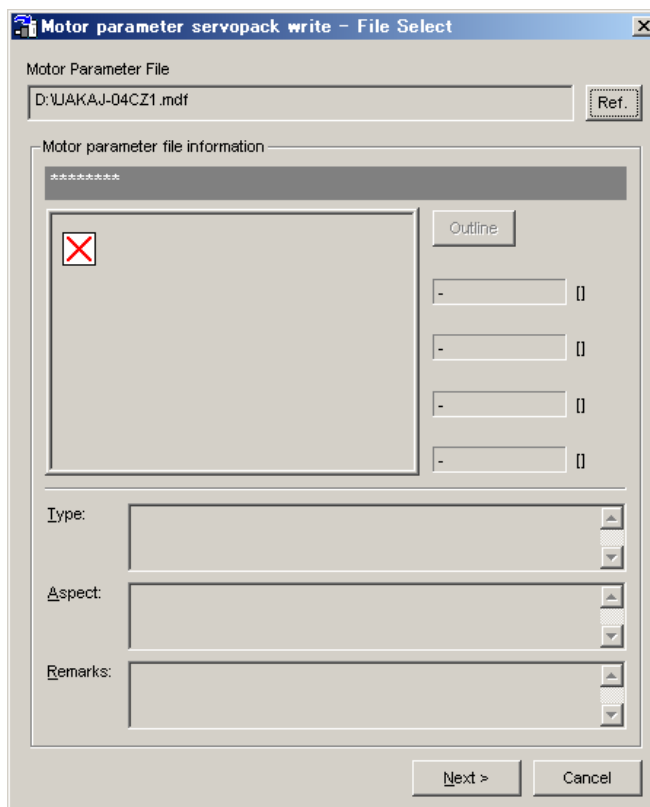 Motor parameter servopack write - File Select
Motor Parameter File
D:\UAKAJ-04CZ1.mdf
Ref.
Motor parameter file information
********
Outline
- []
- []
- []
- []
Type:
Aspect:
Remarks:
Next >
Cancel